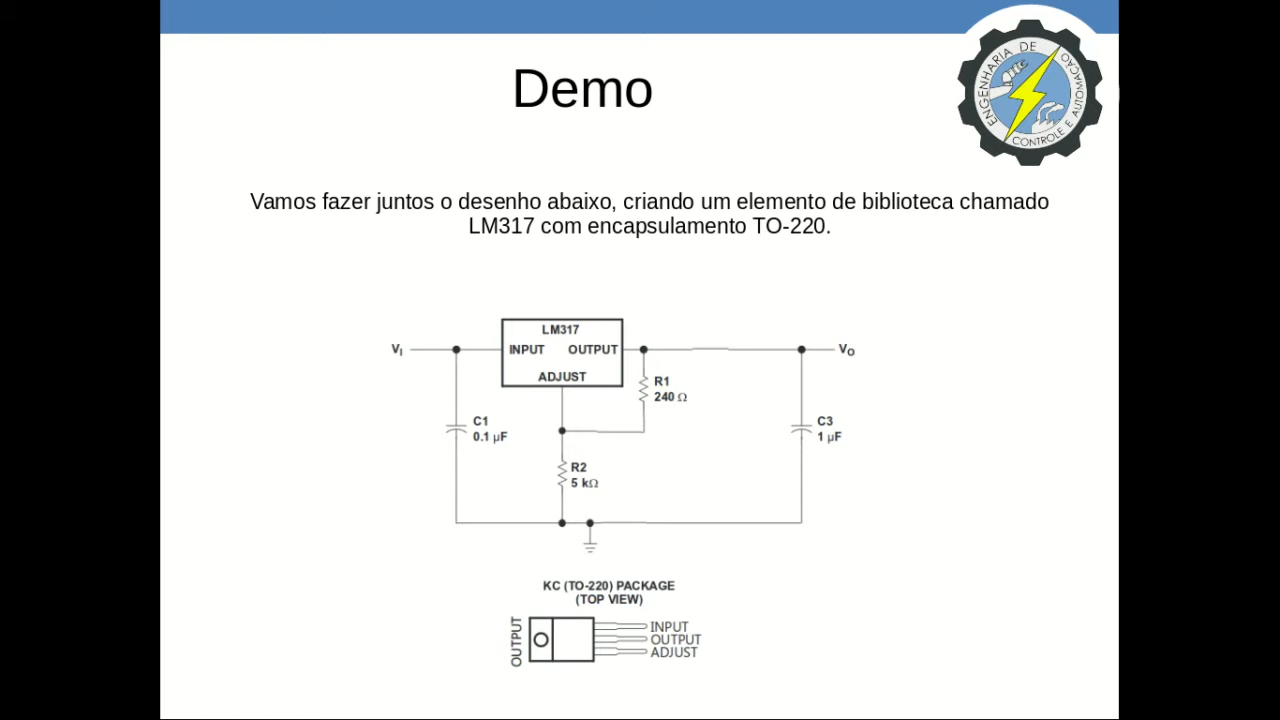 ENGENHARIA DE
CONTROLE E AUTOMAÇÃO
Demo
Vamos fazer juntos o desenho abaixo, criando um elemento de biblioteca chamado
LM317 com encapsulamento TO-220.
LM317
VI
INPUT OUTPUT
VO
ADJUST
R1
240 Ω
C1
0.1 µF
C3
1 µF
R2
5 kΩ
KC (TO-220) PACKAGE
(TOP VIEW)
OUTPUT
INPUT
OUTPUT
ADJUST